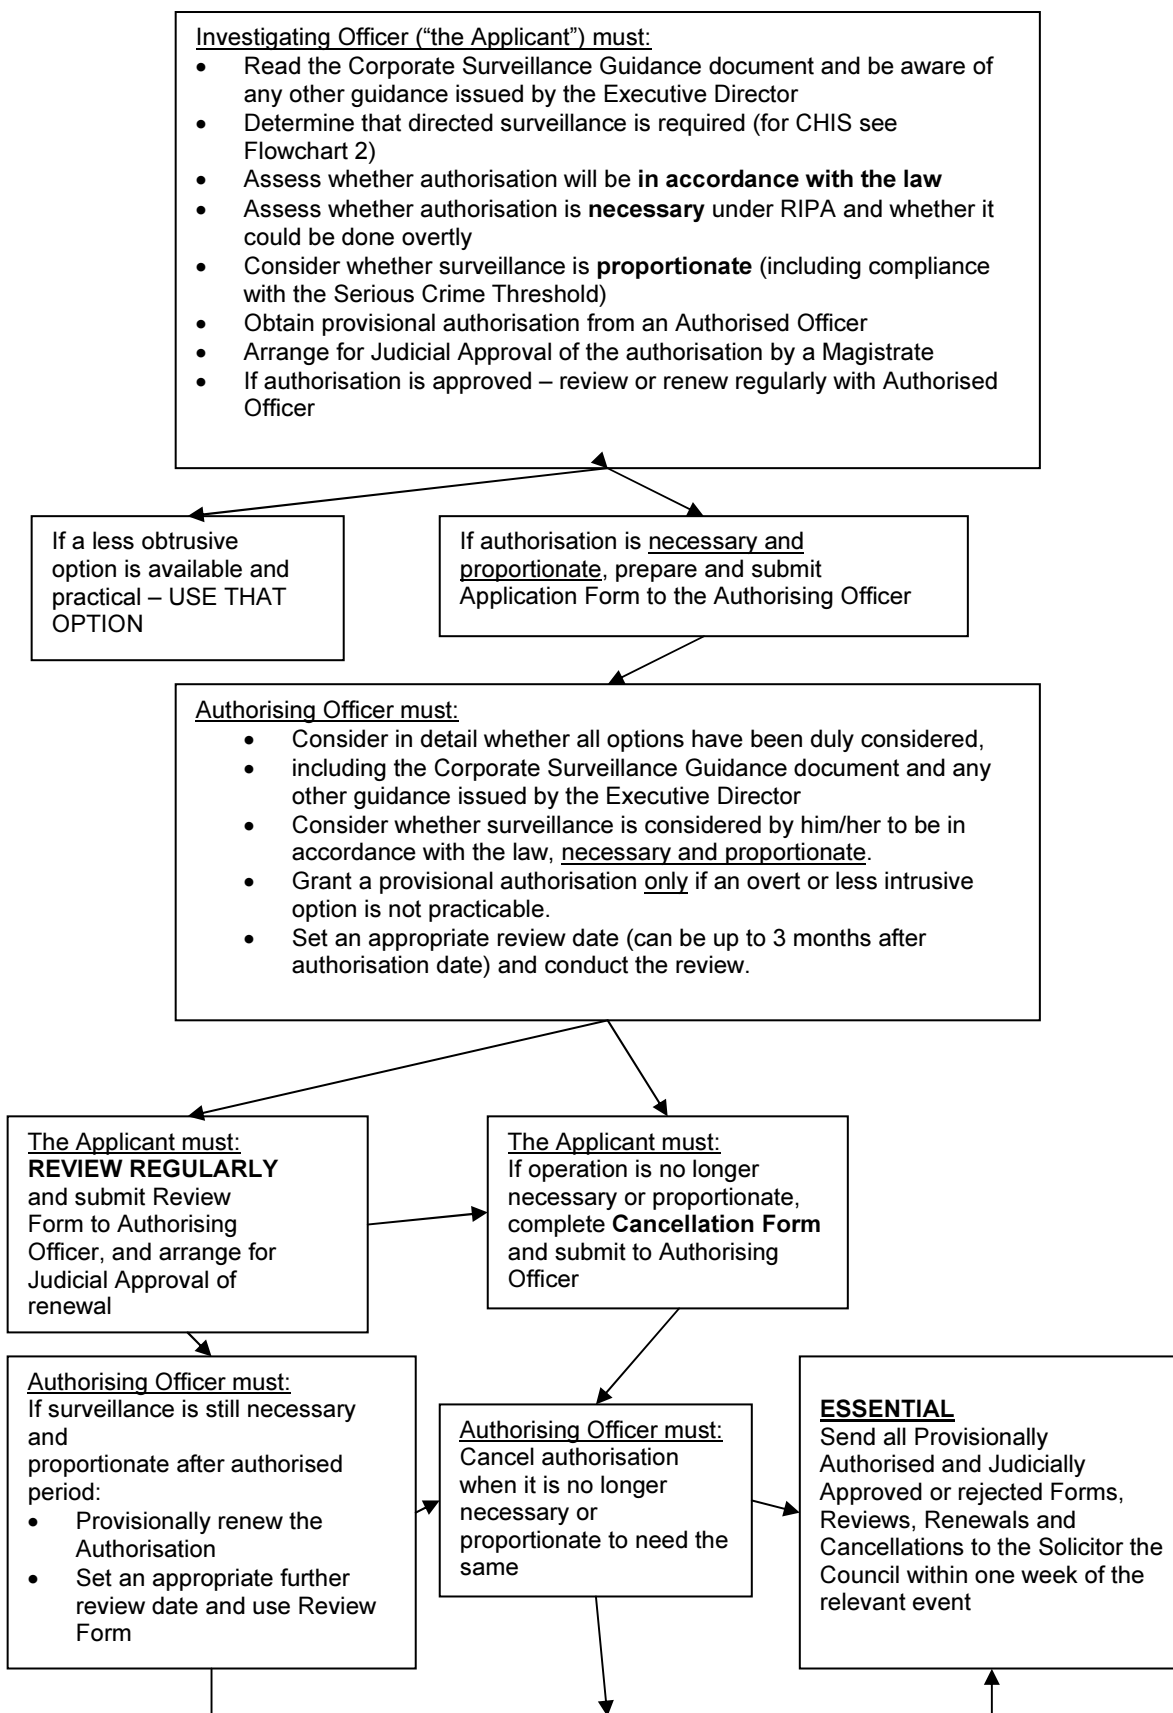 Investigating Officer (“the Applicant”) must:
• Read the Corporate Surveillance Guidance document and be aware of
any other guidance issued by the Executive Director
• Determine that directed surveillance is required (for CHIS see
Flowchart 2)
• Assess whether authorisation will be in accordance with the law
• Assess whether authorisation is necessary under RIPA and whether it
could be done overtly
• Consider whether surveillance is proportionate (including compliance
with the Serious Crime Threshold)
• Obtain provisional authorisation from an Authorised Officer
• Arrange for Judicial Approval of the authorisation by a Magistrate
• If authorisation is approved – review or renew regularly with Authorised
Officer
If a less obtrusive
option is available and
practical – USE THAT
OPTION
If authorisation is necessary and
proportionate, prepare and submit
Application Form to the Authorising Officer
Authorising Officer must:
• Consider in detail whether all options have been duly considered,
• including the Corporate Surveillance Guidance document and any
other guidance issued by the Executive Director
• Consider whether surveillance is considered by him/her to be in
accordance with the law, necessary and proportionate.
• Grant a provisional authorisation only if an overt or less intrusive
option is not practicable.
• Set an appropriate review date (can be up to 3 months after
authorisation date) and conduct the review.
The Applicant must:
REVIEW REGULARLY
and submit Review
Form to Authorising
Officer, and arrange for
Judicial Approval of
renewal
The Applicant must:
If operation is no longer
necessary or proportionate,
complete Cancellation Form
and submit to Authorising
Officer
Authorising Officer must:
If surveillance is still necessary
and
proportionate after authorised
period:
• Provisionally renew the
Authorisation
• Set an appropriate further
review date and use Review
Form
Authorising Officer must:
Cancel authorisation
when it is no longer
necessary or
proportionate to need the
same
ESSENTIAL
Send all Provisionally
Authorised and Judicially
Approved or rejected Forms,
Reviews, Renewals and
Cancellations to the Solicitor the
Council within one week of the
relevant event